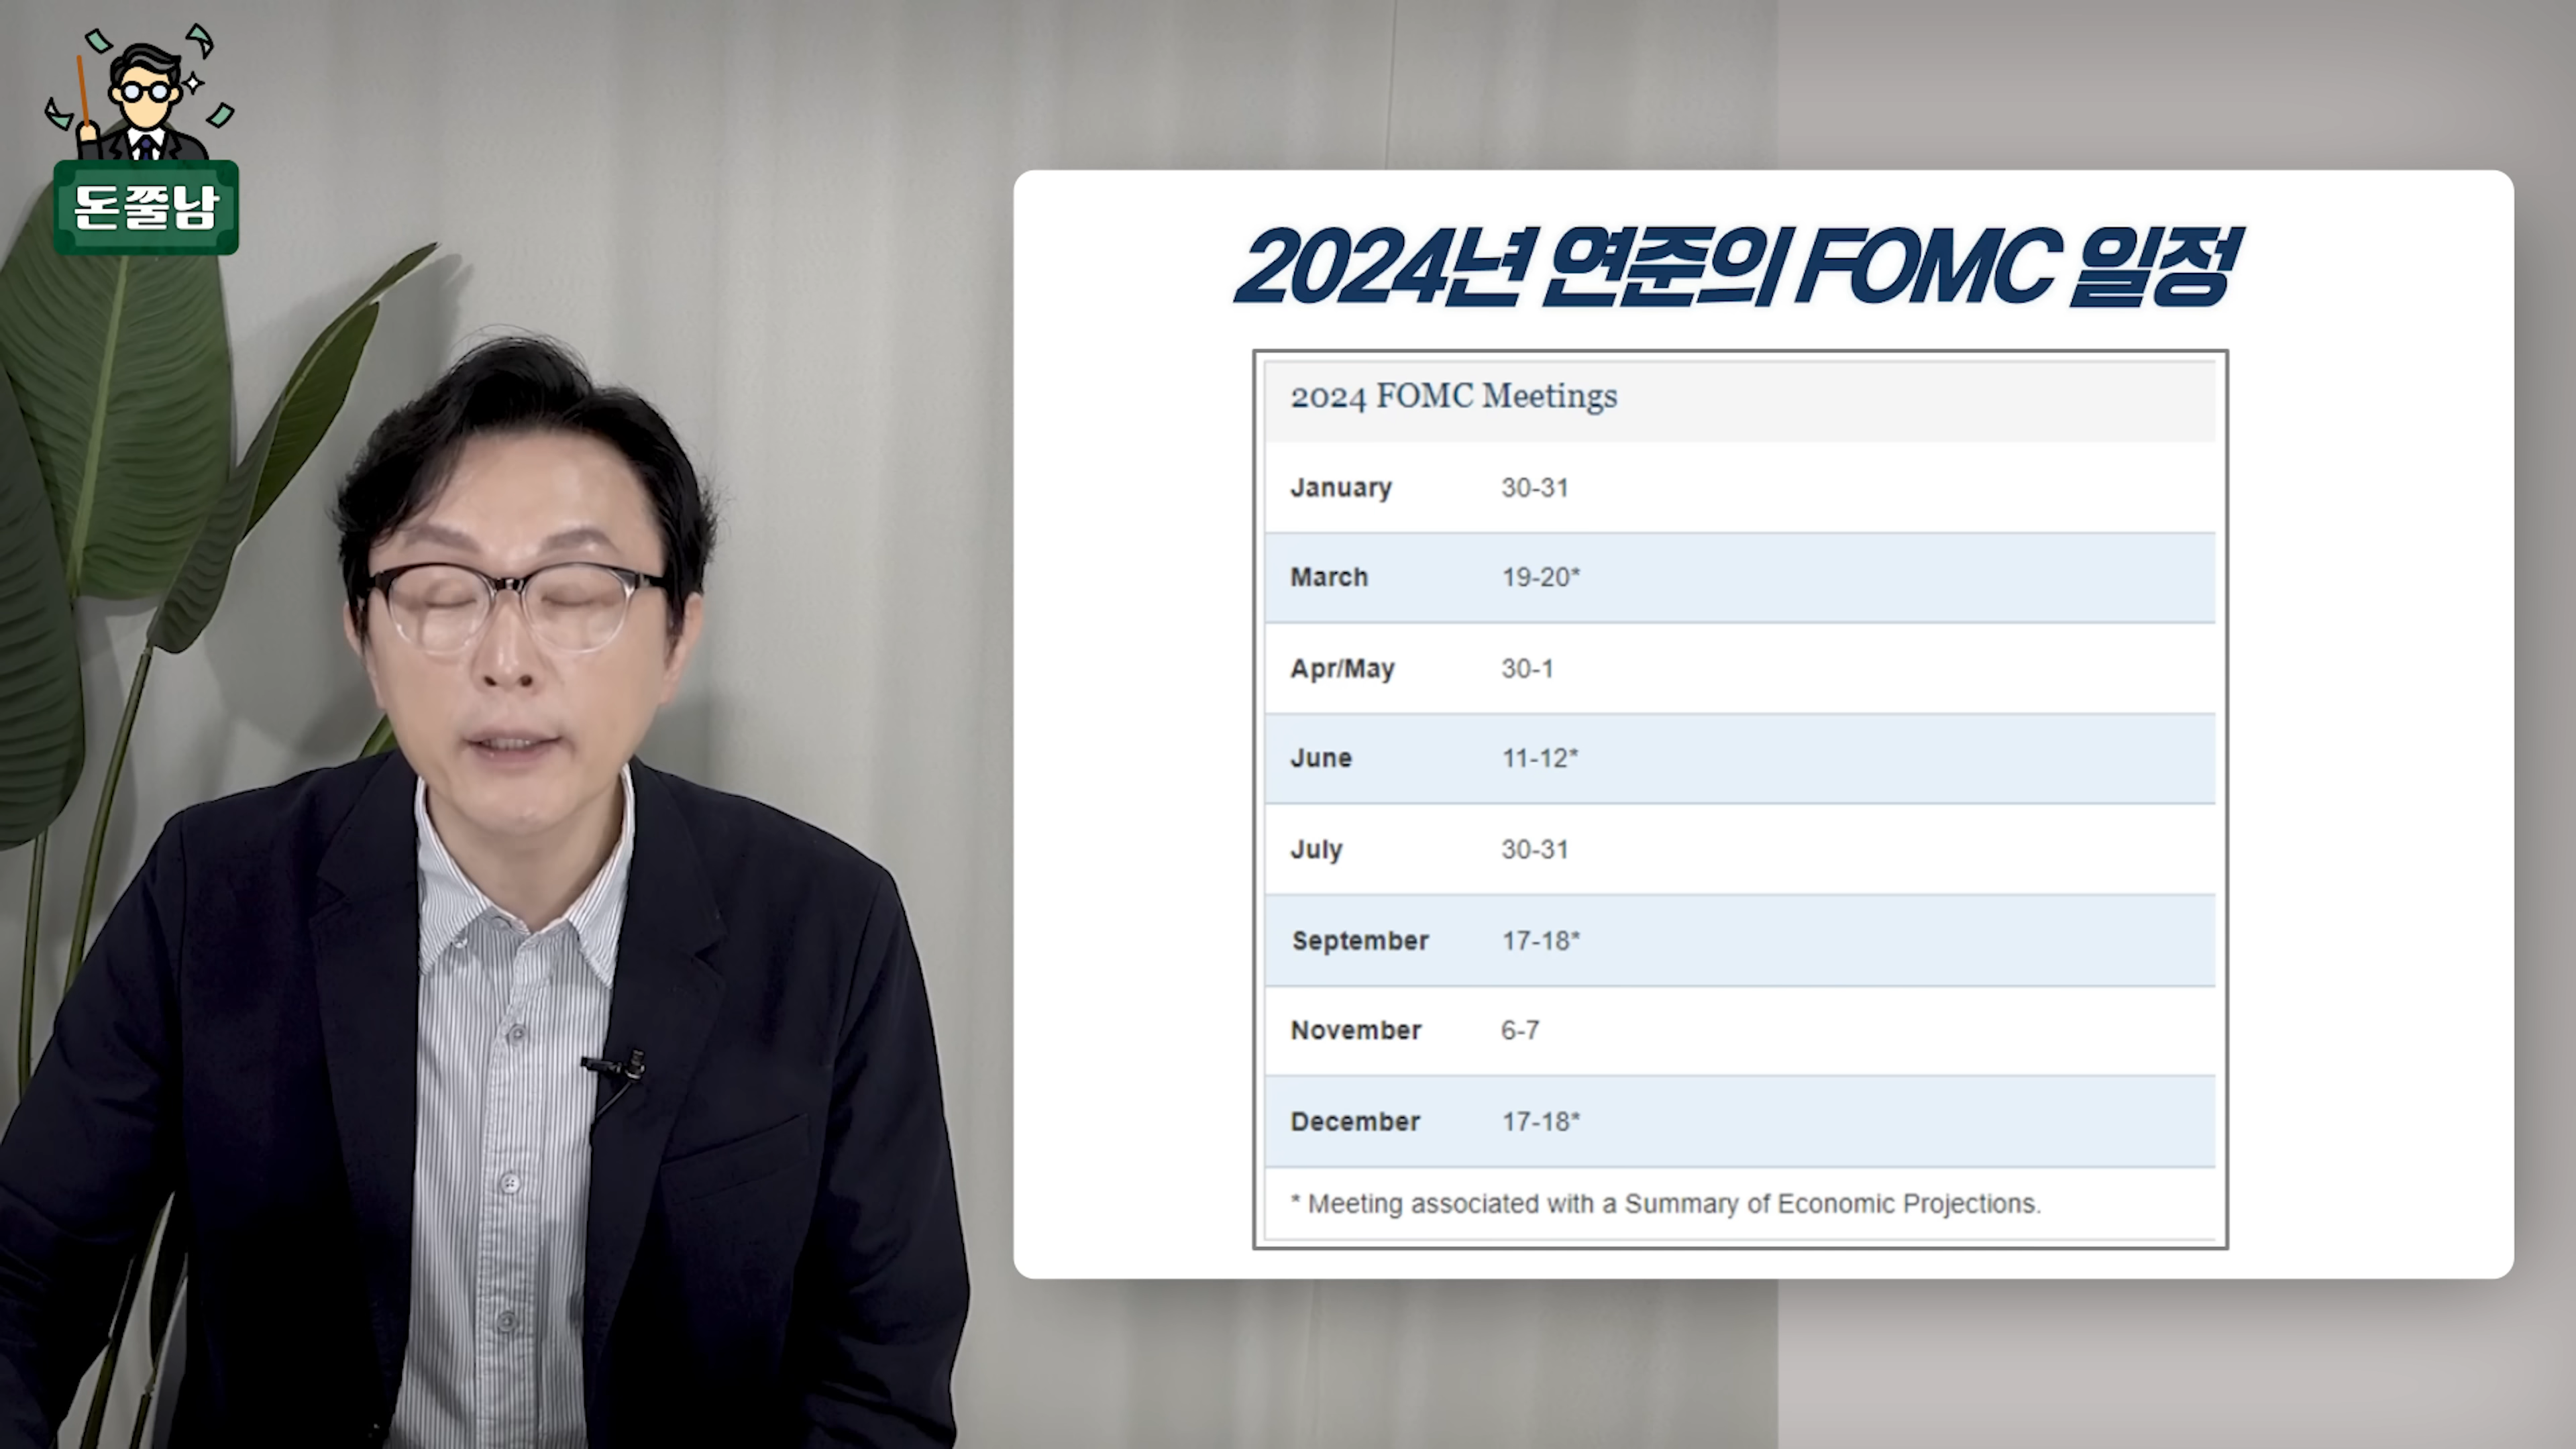 돈쭐남
2024년 연준의 FOMC 일정
2024 FOMC Meetings
January 30-31
March 19-20*
Apr/May 30-1
June 11-12*
July 30-31
September 17-18*
November 6-7
December 17-18*
* Meeting associated with a Summary of Economic Projections.